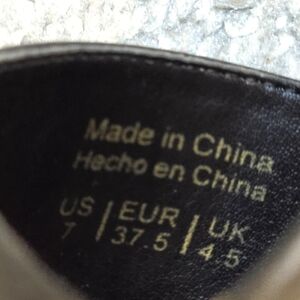 Made in China
Hecho en China
US | EUR | UK
7 | 37.5 | 4.5